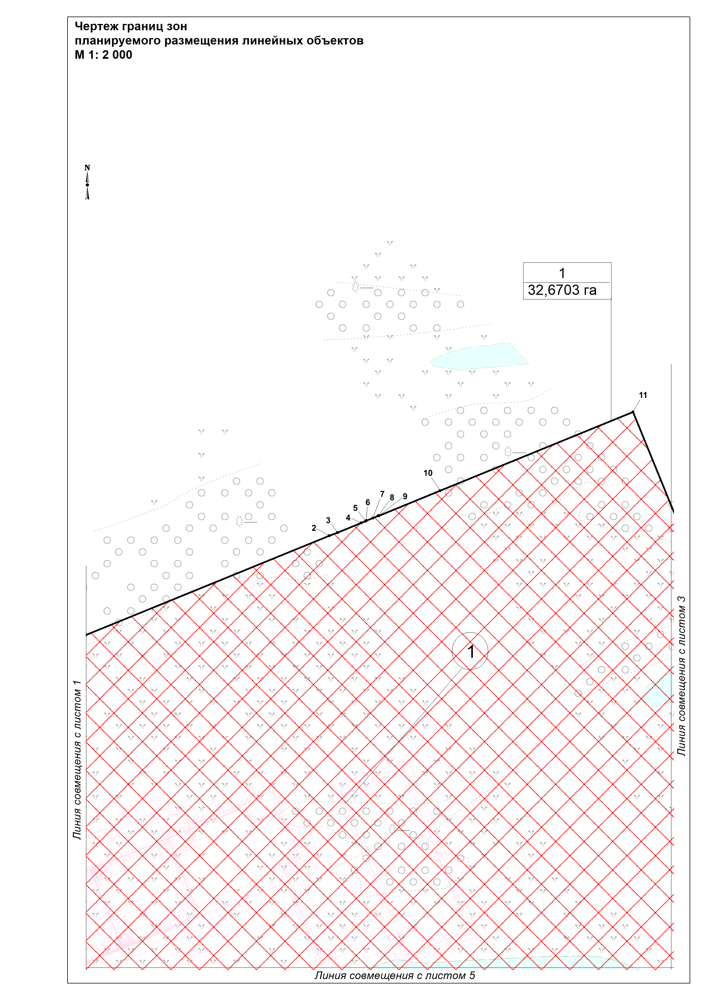 Чертеж границ зон
планируемого размещения линейных объектов
М 1: 2 000
N
1
32,6703 га
11
10
9
8
7
6
5
4
3
2
1
Линия совмещения с листом 1
Линия совмещения с листом 3
Линия совмещения с листом 5